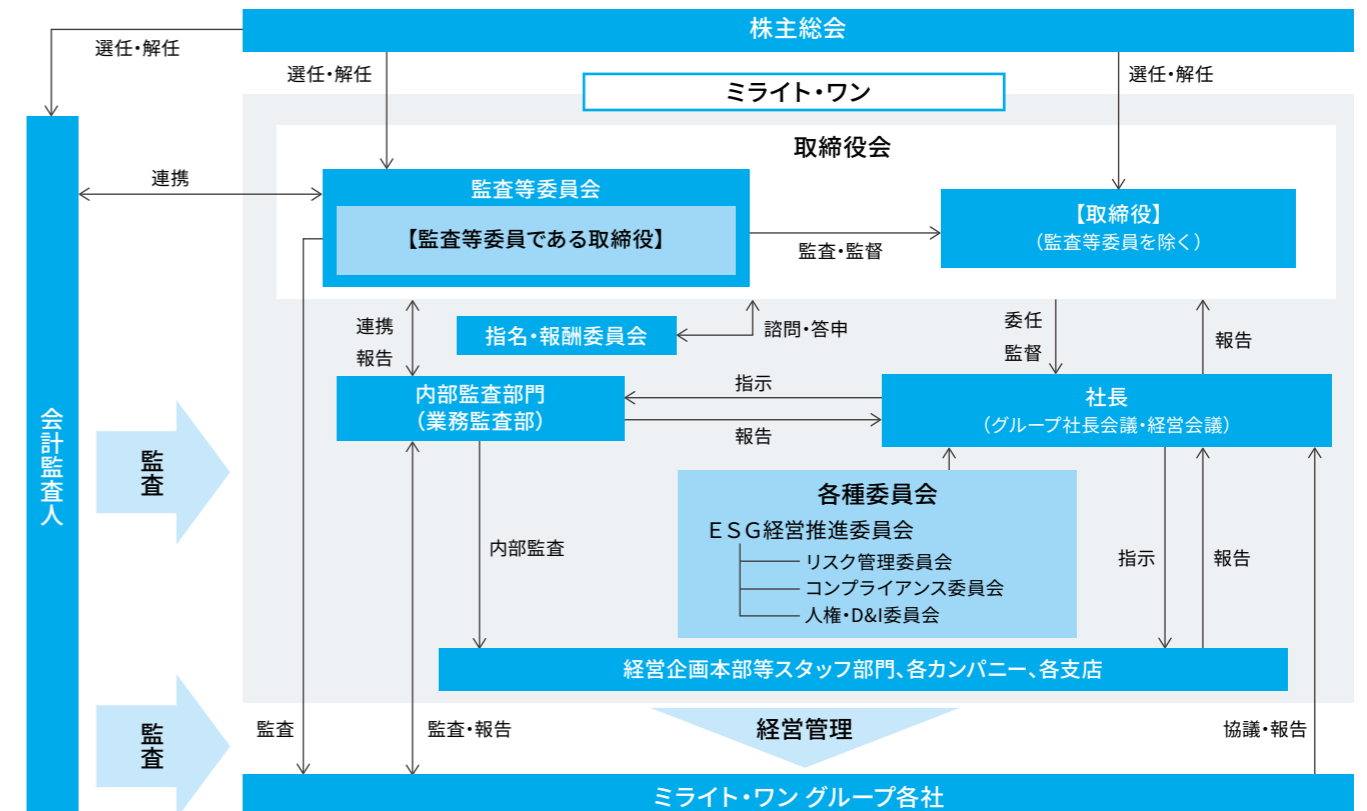 株主総会
選任・解任
選任・解任
選任・解任
ミライト・ワン
取締役会
連携
監査等委員会
【監査等委員である取締役】
監査・監督
【取締役】
（監査等委員を除く）
連携
報告
指名・報酬委員会
諮問・答申
委任
監督
報告
内部監査部門
（業務監査部）
指示
報告
社長
（グループ社長会議・経営会議）
会計監査人
監査
各種委員会
ＥＳＧ経営推進委員会
リスク管理委員会
コンプライアンス委員会
人権・D&I委員会
内部監査
指示
報告
経営企画本部等スタッフ部門、各カンパニー、各支店
監査
監査
監査・報告
経営管理
協議・報告
ミライト・ワン グループ各社